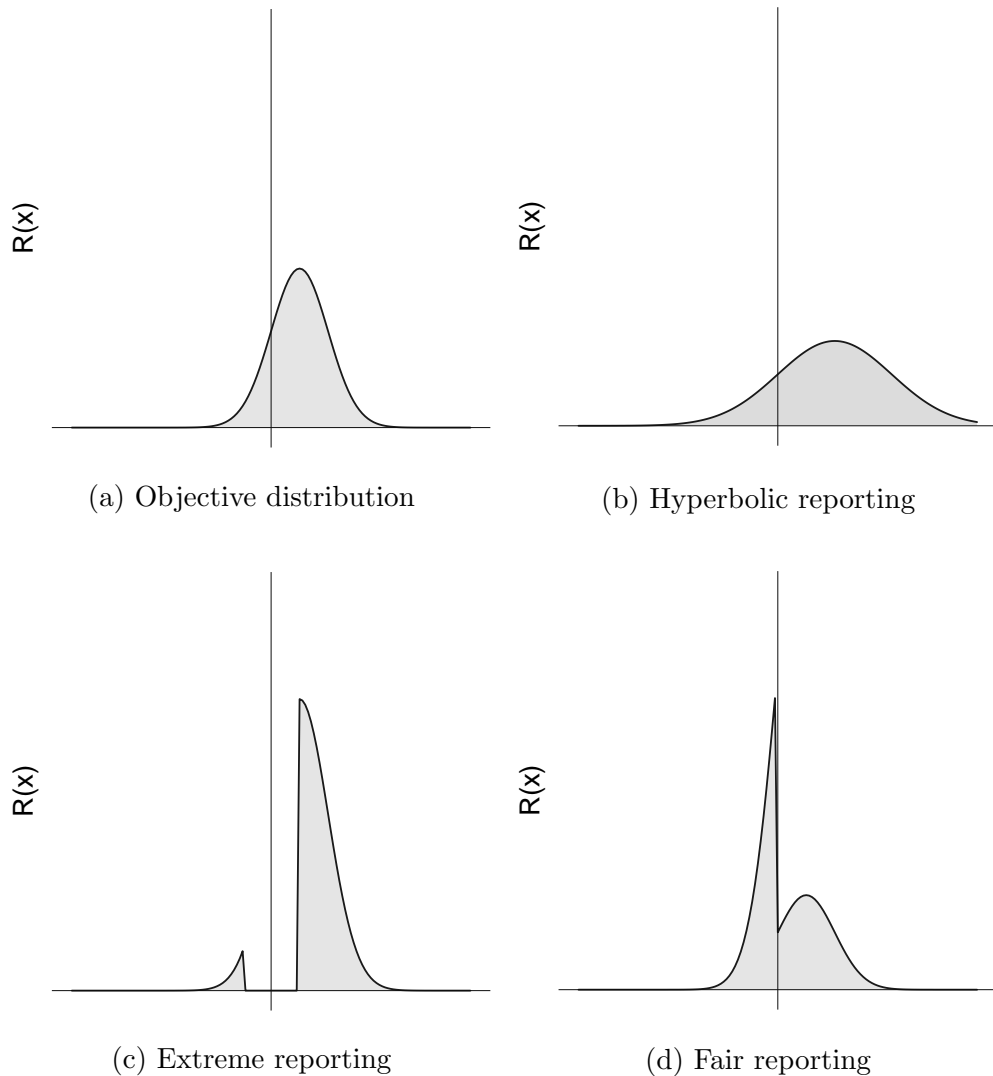 R(x)
R(x)
(a) Objective distribution
(b) Hyperbolic reporting
R(x)
R(x)
(c) Extreme reporting
(d) Fair reporting